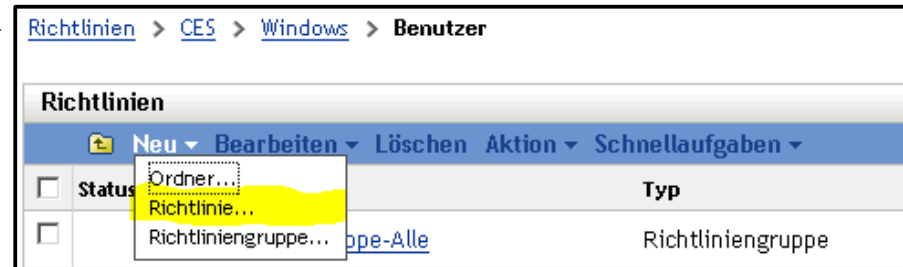 Richtlinien > CES > Windows > Benutzer
Richtlinien
Neu Bearbeiten Löschen Aktion Schnellaufgaben
Status Typ
Ordner...
Richtlinie...
Richtliniengruppe...
ppe-Alle Richtliniengruppe